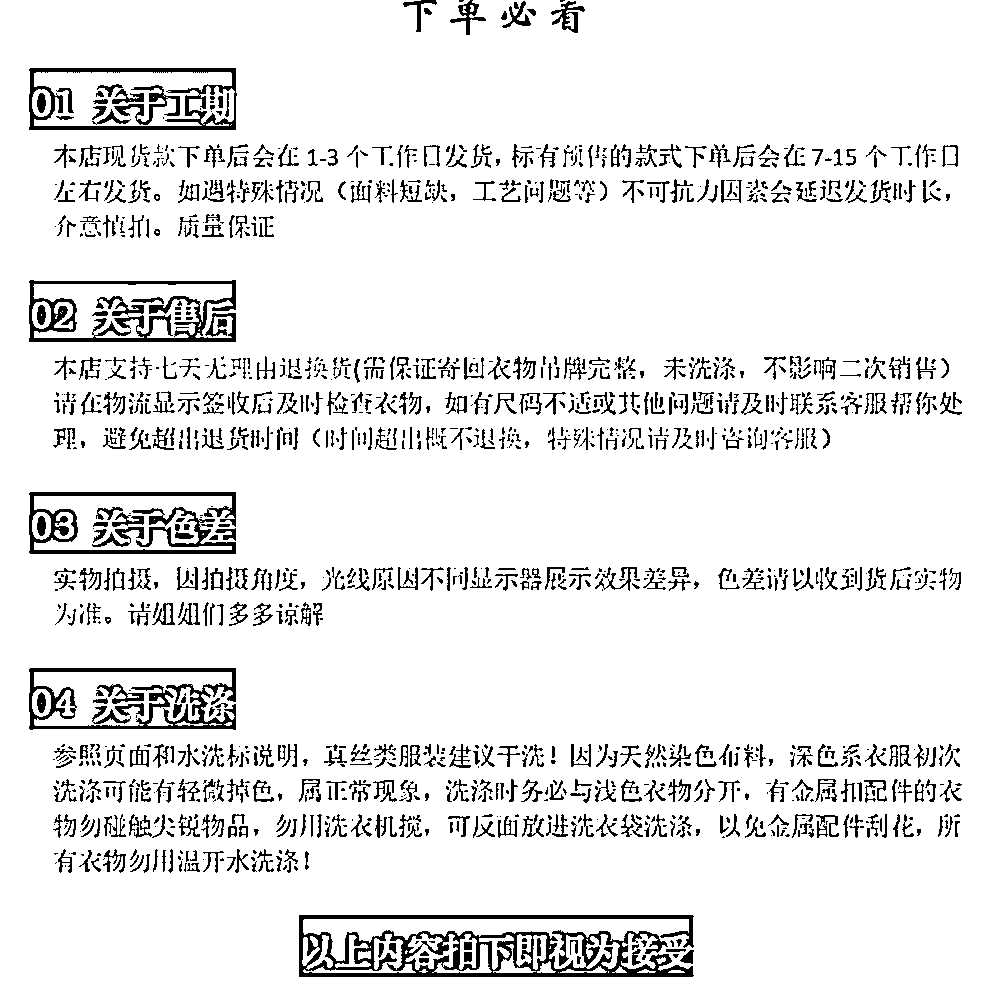 下单必看
01 关于工期
本店现货款下单后会在1-3个工作日发货，标有预售的款式下单后会在7-15个工作日
左右发货。如遇特殊情况（面料短缺，工艺问题等）不可抗力因素会延迟发货时长，
介意慎拍。质量保证
02 关于售后
本店支持七天无理由退换货(需保证寄回衣物吊牌完整，未洗涤，不影响二次销售）
请在物流显示签收后及时检查衣物，如有尺码不适或其他问题请及时联系客服帮你处
理，避免超出退货时间（时间超出概不退换，特殊情况请及时咨询客服）
03 关于色差
实物拍摄，因拍摄角度，光线原因不同显示器展示效果差异，色差请以收到货后实物
为准。请姐姐们多多谅解
04 关于洗涤
参照页面和水洗标说明，真丝类服装建议干洗！因为天然染色布料，深色系衣服初次
洗涤可能有轻微掉色，属正常现象，洗涤时务必与浅色衣物分开，有金属扣配件的衣
物勿碰触尖锐物品，勿用洗衣机搅，可反面放进洗衣袋洗涤，以免金属配件刮花，所
有衣物勿用温开水洗涤！
以上内容拍下即视为接受